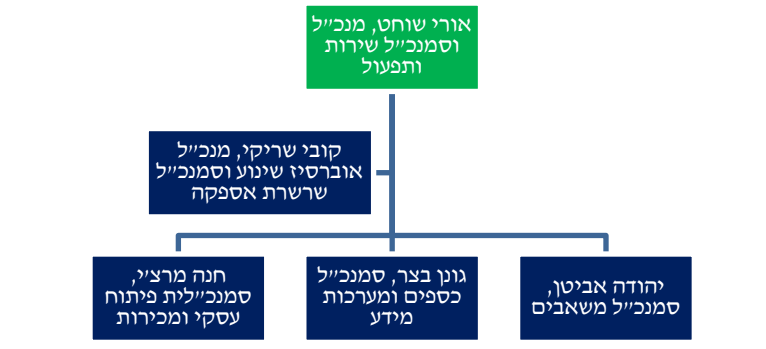 אורי שוחט, מנכ״ל
וסמנכ״ל שירות
ותפעול
קובי שריקי, מנכ״ל
אוברסיז שינוע וסמנכ״ל
שרשרת אספקה
יהודה אביטן,
סמנכ״ל משאבים
גונן בצר, סמנכ״ל
כספים ומערכות
מידע
חנה מרצ׳י,
סמנכ״לית פיתוח
עסקי ומכירות